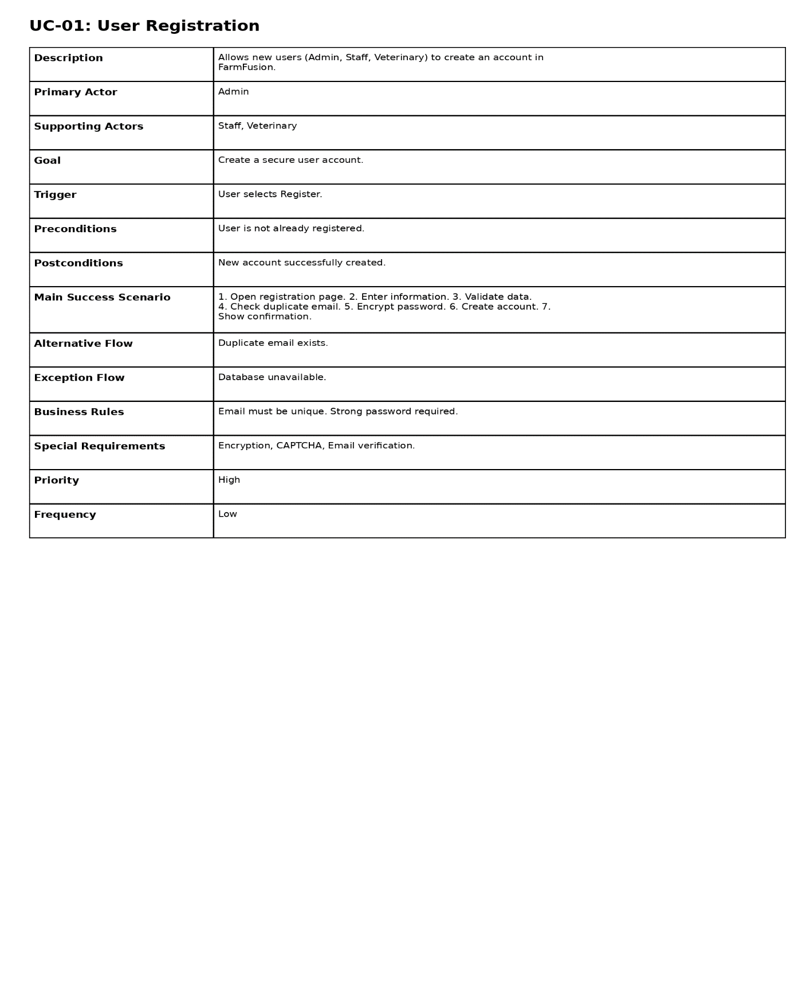 UC-01: User Registration
Description
Allows new users (Admin, Staff, Veterinary) to create an account in
FarmFusion.
Primary Actor
Admin
Supporting Actors
Staff, Veterinary
Goal
Create a secure user account.
Trigger
User selects Register.
Preconditions
User is not already registered.
Postconditions
New account successfully created.
Main Success Scenario
1. Open registration page. 2. Enter information. 3. Validate data.
4. Check duplicate email. 5. Encrypt password. 6. Create account. 7.
Show confirmation.
Alternative Flow
Duplicate email exists.
Exception Flow
Database unavailable.
Business Rules
Email must be unique. Strong password required.
Special Requirements
Encryption, CAPTCHA, Email verification.
Priority
High
Frequency
Low